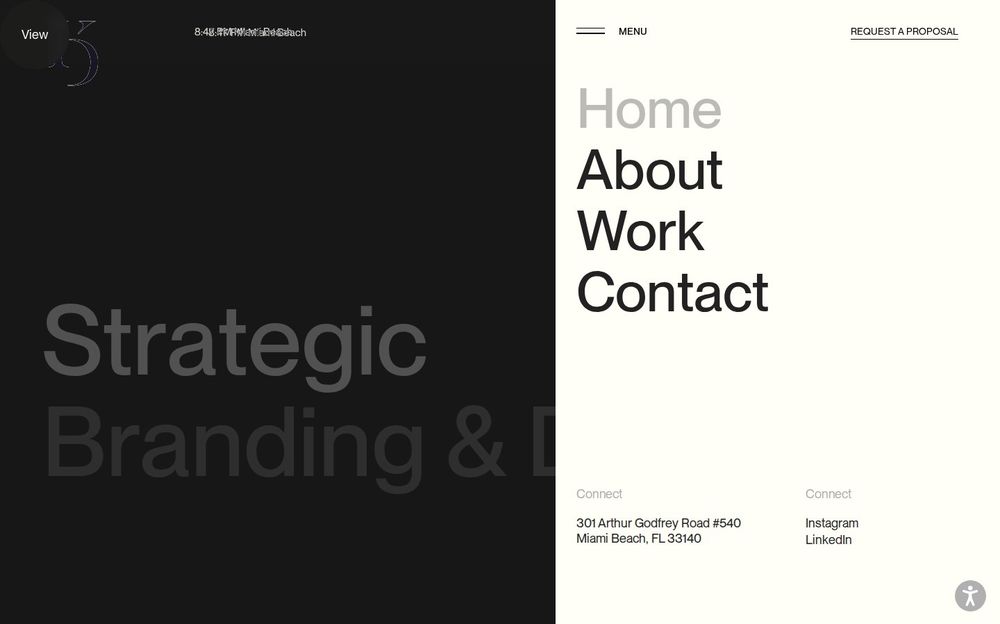 View
MENU
REQUEST A PROPOSAL
Home
About
Work
Contact
Strategic
Branding & D
Connect
301 Arthur Godfrey Road #540
Miami Beach, FL 33140
Connect
Instagram
LinkedIn